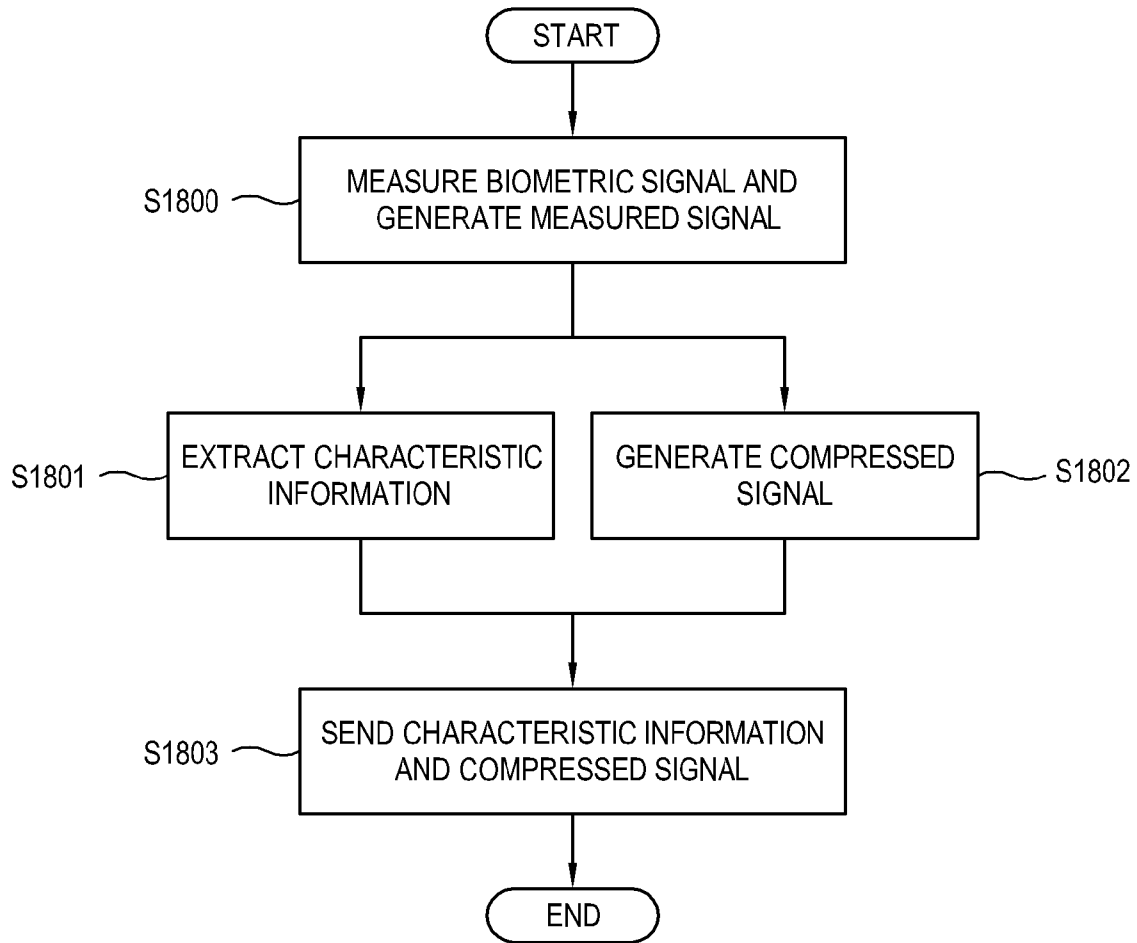 START
S1800
MEASURE BIOMETRIC SIGNAL AND
GENERATE MEASURED SIGNAL
S1801
EXTRACT CHARACTERISTIC
INFORMATION
GENERATE COMPRESSED
SIGNAL
S1802
S1803
SEND CHARACTERISTIC INFORMATION
AND COMPRESSED SIGNAL
END